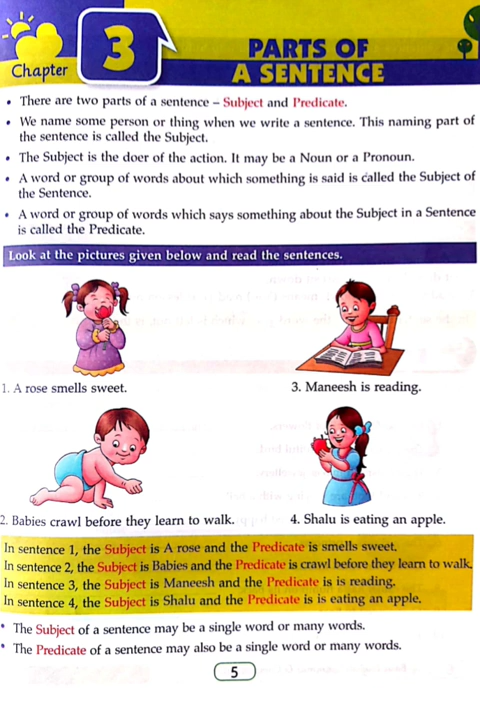 Chapter
3
PARTS OF
A SENTENCE
• There are two parts of a sentence – Subject and Predicate.
• We name some person or thing when we write a sentence. This naming part of
the sentence is called the Subject.
• The Subject is the doer of the action. It may be a Noun or a Pronoun.
• A word or group of words about which something is said is called the Subject of
the Sentence.
• A word or group of words which says something about the Subject in a Sentence
is called the Predicate.
Look at the pictures given below and read the sentences.
1. A rose smells sweet.
3. Maneesh is reading.
2. Babies crawl before they learn to walk.
4. Shalu is eating an apple.
In sentence 1, the Subject is A rose and the Predicate is smells sweet.
In sentence 2, the Subject is Babies and the Predicate is crawl before they learn to walk.
In sentence 3, the Subject is Maneesh and the Predicate is is reading.
In sentence 4, the Subject is Shalu and the Predicate is is eating an apple.
* The Subject of a sentence may be a single word or many words.
* The Predicate of a sentence may also be a single word or many words.
5